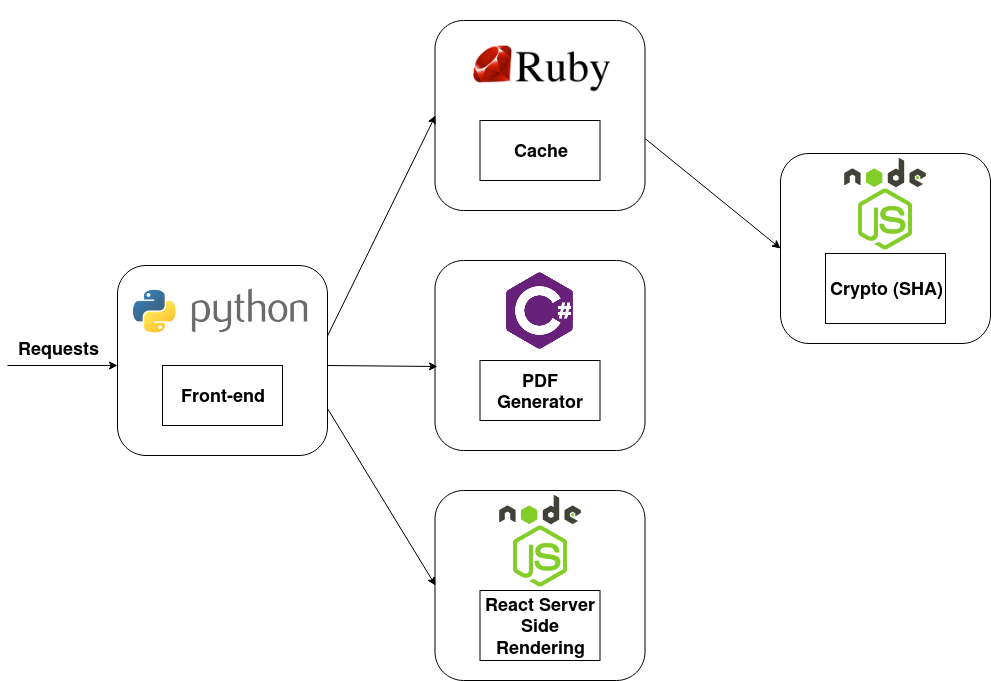 Requests
python
Front-end
Ruby
Cache
C#
PDF
Generator
node
JS
React Server
Side
Rendering
node
JS
Crypto (SHA)